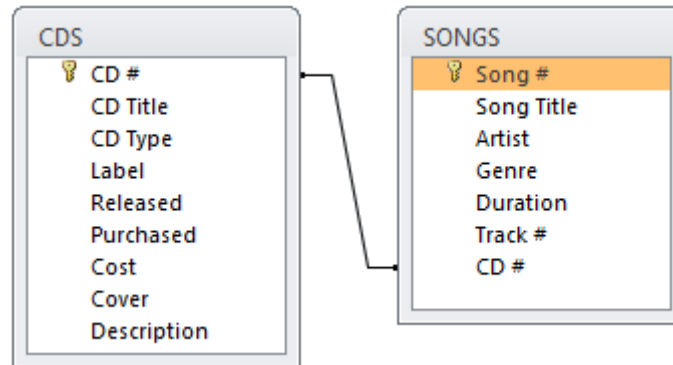 CDS
CD #
CD Title
CD Type
Label
Released
Purchased
Cost
Cover
Description
SONGS
Song #
Song Title
Artist
Genre
Duration
Track #
CD #